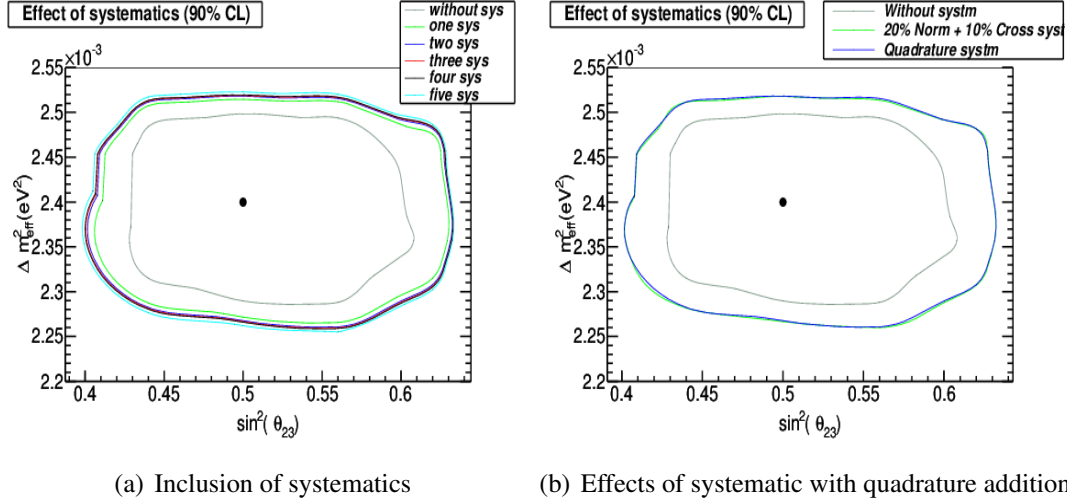 Effect of systematics (90% CL)
without sys
one sys
two sys
three sys
four sys
five sys
×10⁻³
2.55
2.5
2.45
2.4
2.35
2.3
2.25
2.2
Δ m²eff(eV²)
0.4
0.45
0.5
0.55
0.6
sin²( θ₂₃)
(a) Inclusion of systematics
Effect of systematics (90% CL)
Without systm
20% Norm + 10% Cross syst
Quadrature systm
×10⁻³
2.55
2.5
2.45
2.4
2.35
2.3
2.25
2.2
Δ m²eff(eV²)
0.4
0.45
0.5
0.55
0.6
sin²( θ₂₃)
(b) Effects of systematic with quadrature addition